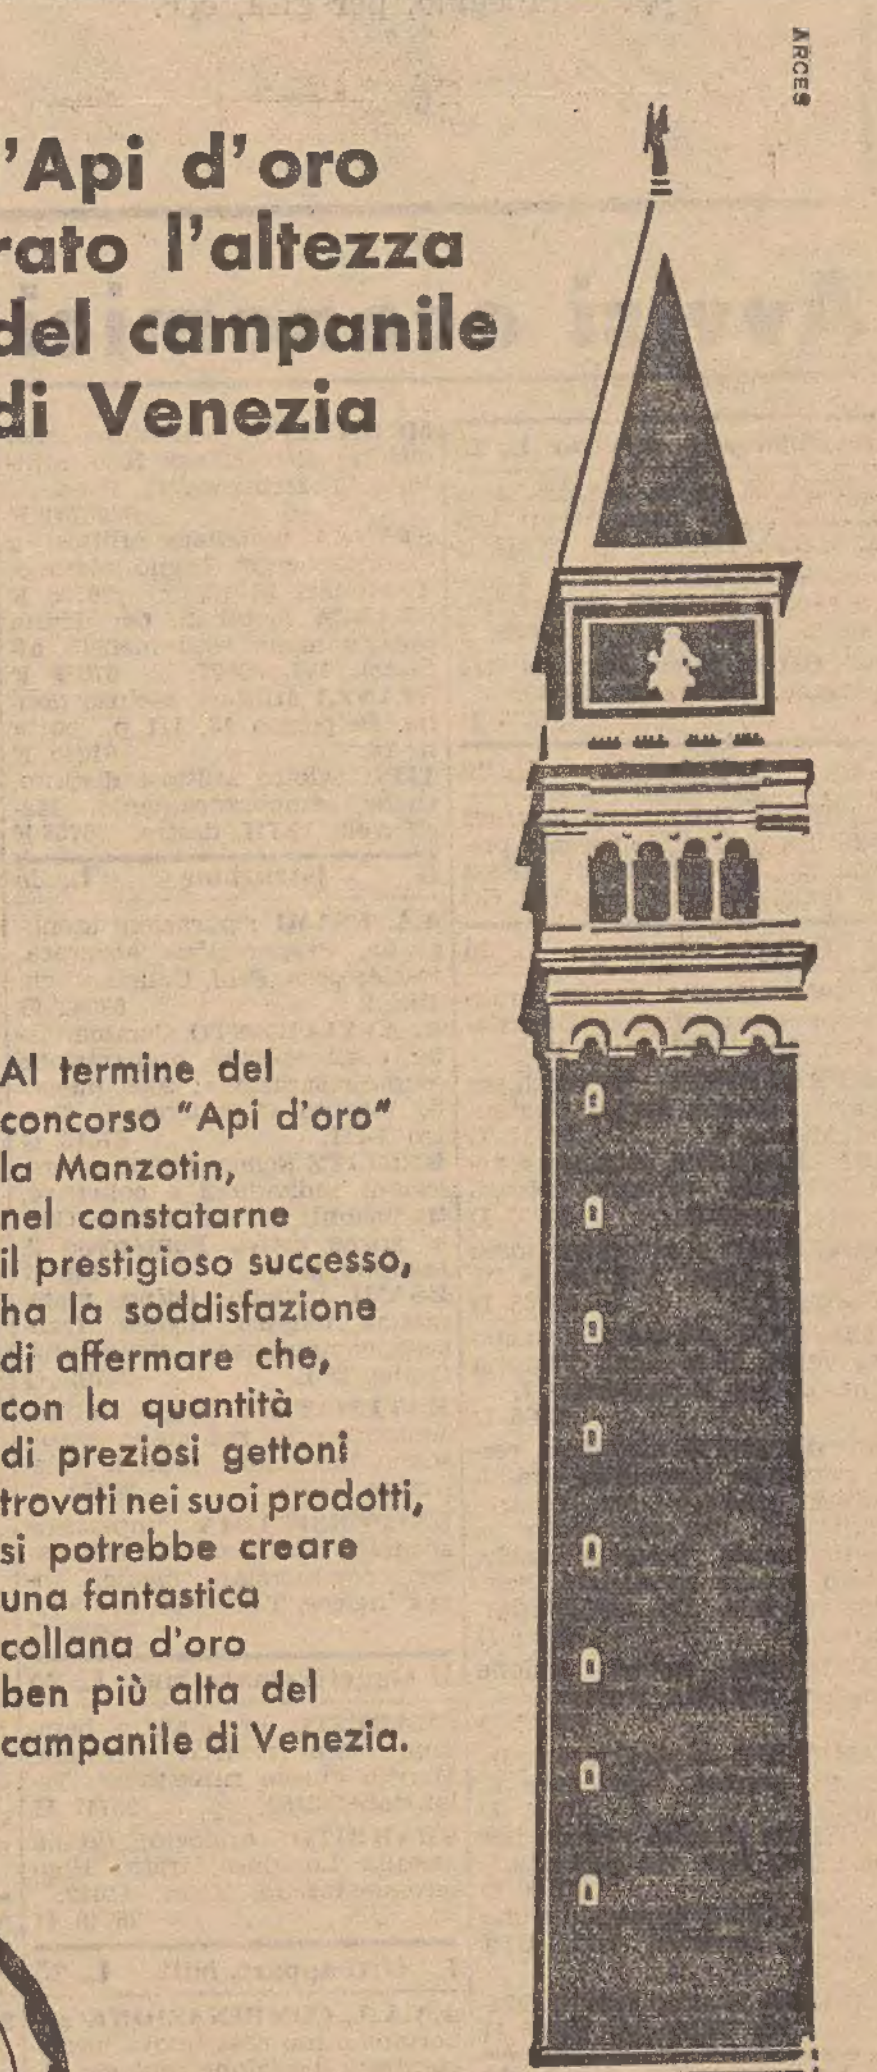 ARCES
'Api d'oro
rato l'altezza
del campanile
di Venezia
Al termine del
concorso "Api d'oro"
la Manzotin,
nel constatarne
il prestigioso successo,
ha la soddisfazione
di affermare che,
con la quantità
di preziosi gettoni
trovati nei suoi prodotti,
si potrebbe creare
una fantastica
collana d'oro
ben più alta del
campanile di Venezia.